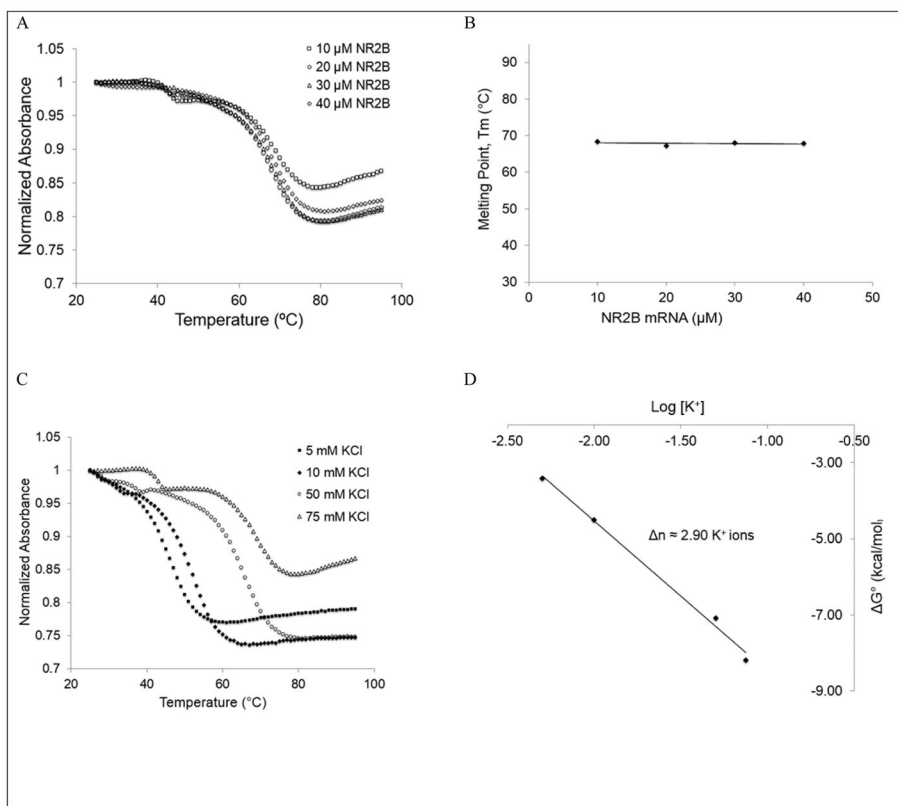 A
1.05
1
0.95
0.9
0.85
0.8
0.75
0.7
20
40
60
80
100
Normalized Absorbance
Temperature (ºC)
10 µM NR2B
20 µM NR2B
30 µM NR2B
40 µM NR2B
B
90
80
70
60
50
40
30
0
10
20
30
40
50
Melting Point, Tm (°C)
NR2B mRNA (µM)
C
1.05
1
0.95
0.9
0.85
0.8
0.75
0.7
20
40
60
80
100
Normalized Absorbance
Temperature (°C)
5 mM KCl
10 mM KCl
50 mM KCl
75 mM KCl
D
Log [K⁺]
-2.50
-2.00
-1.50
-1.00
-0.50
-3.00
-5.00
-7.00
-9.00
Δn ≈ 2.90 K⁺ ions
ΔG° (kcal/mol)